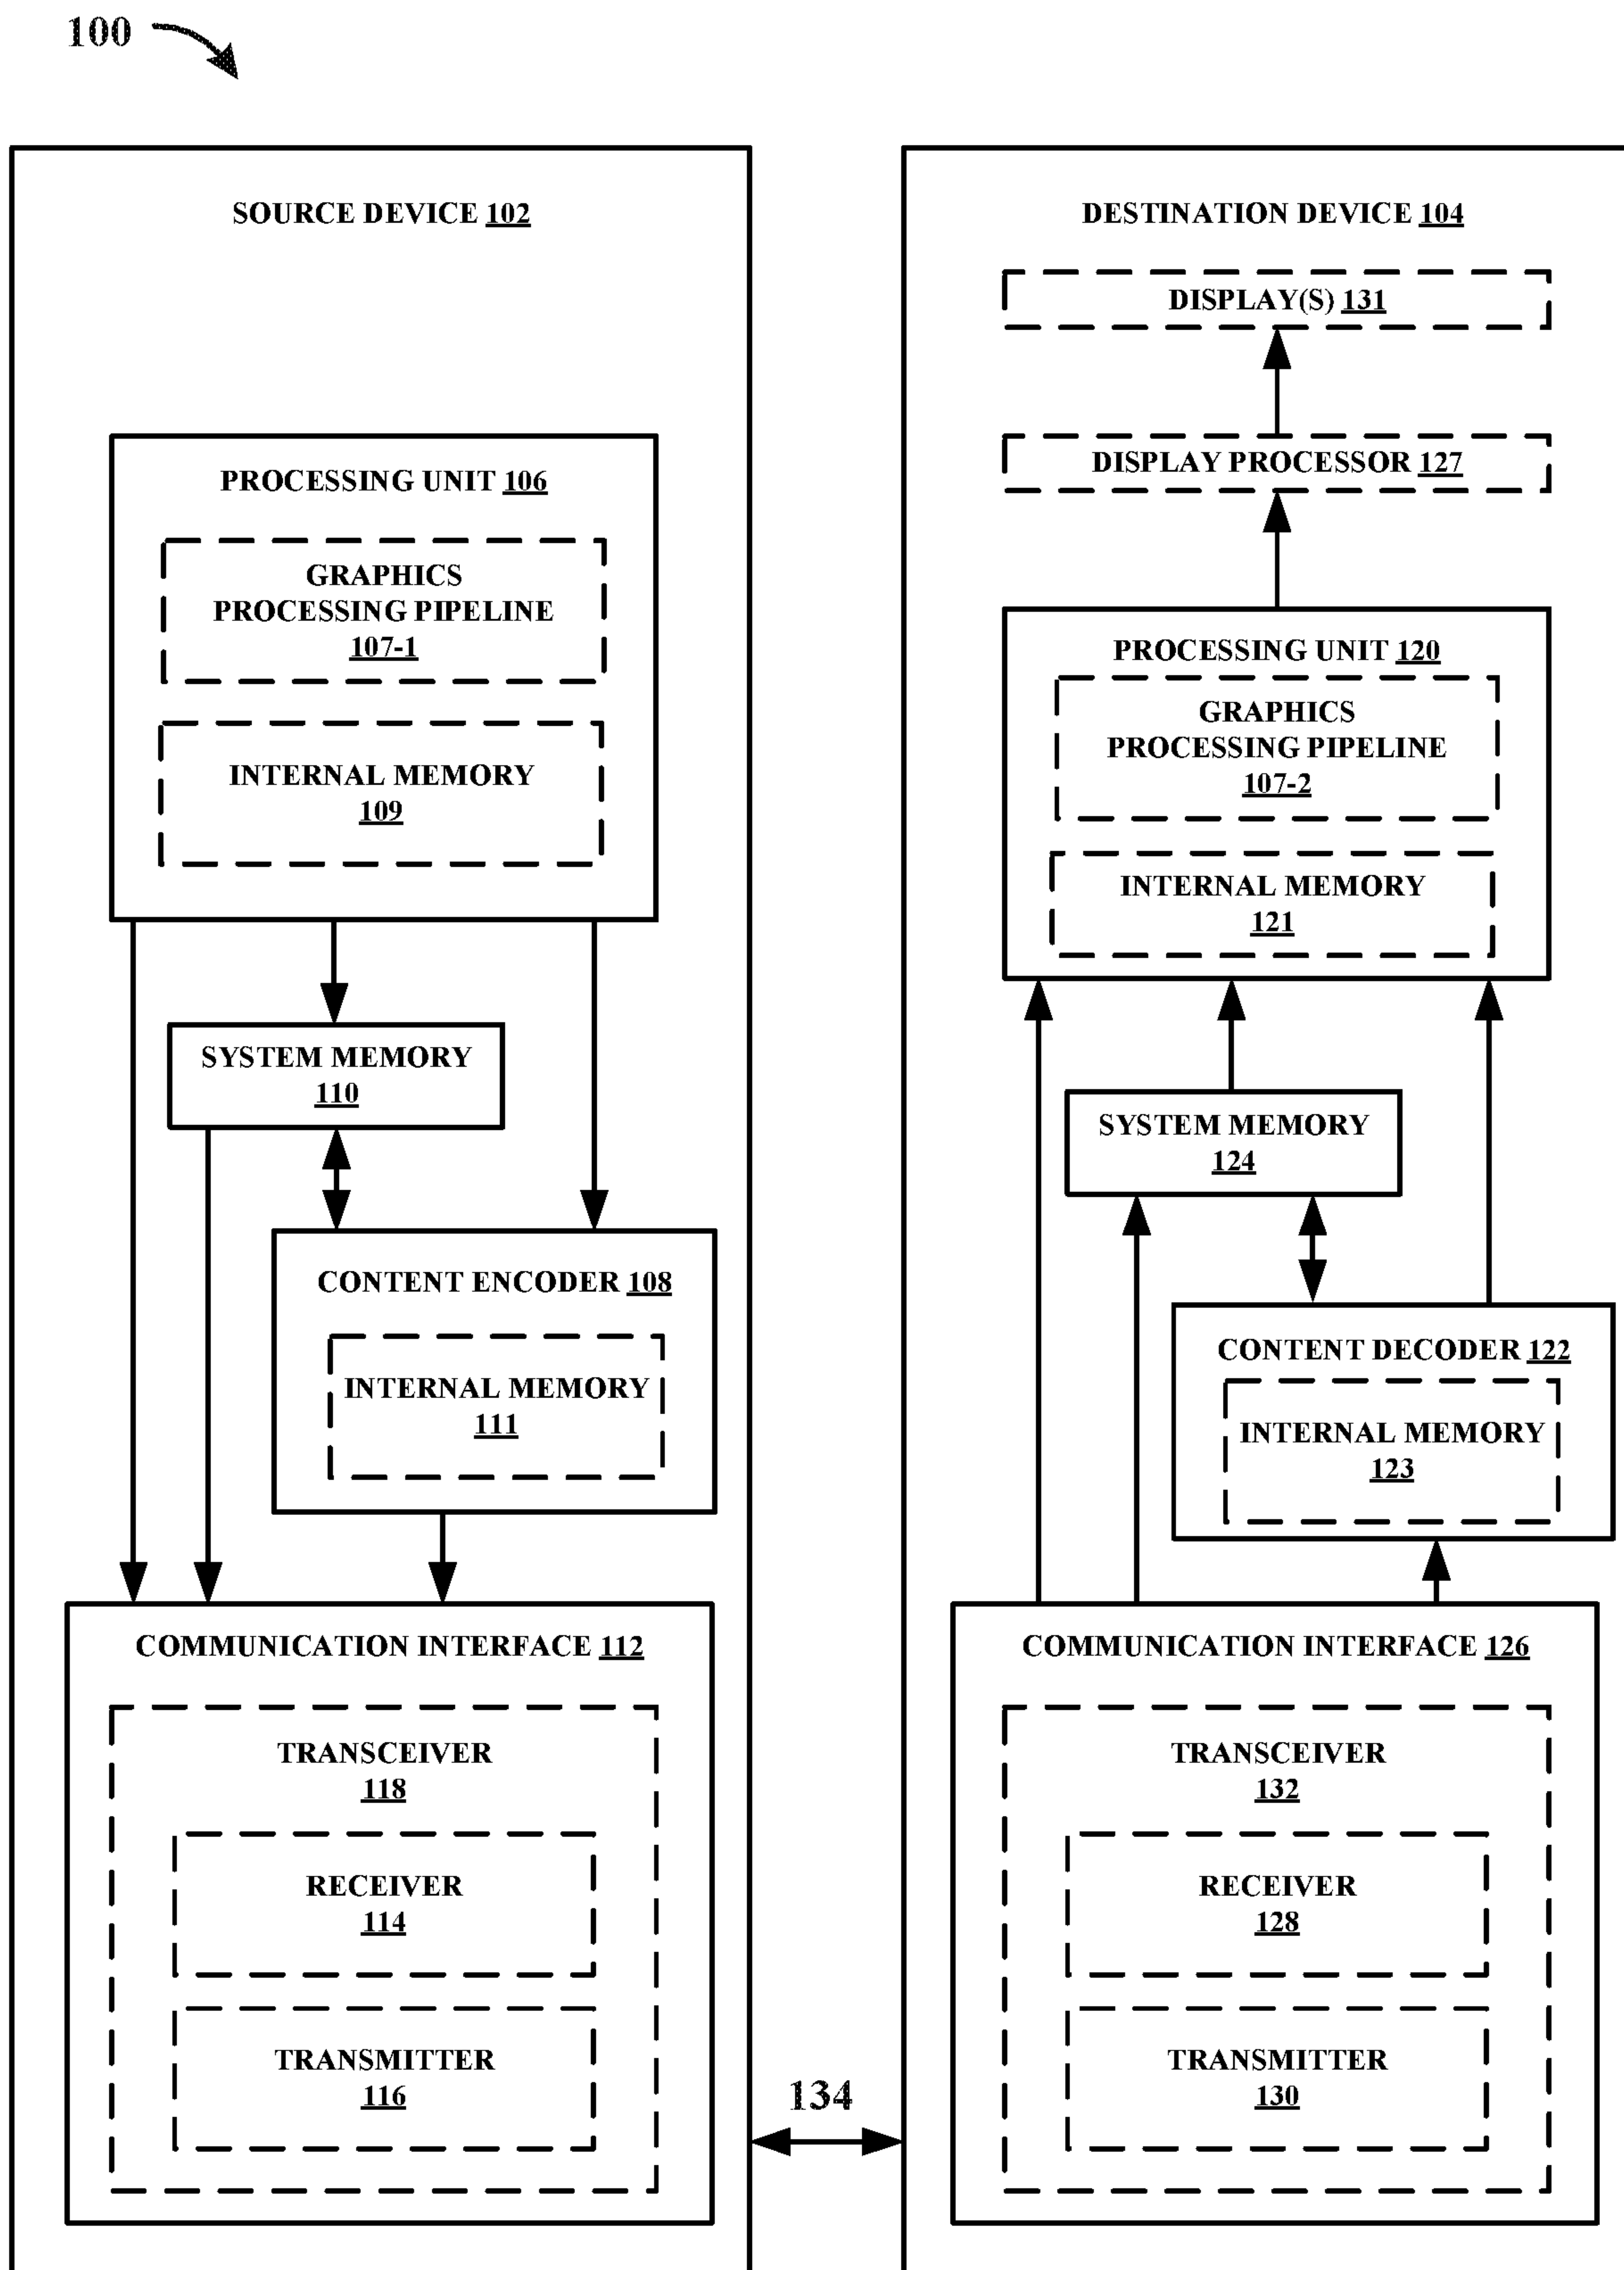 100
SOURCE DEVICE 102
PROCESSING UNIT 106
GRAPHICS
PROCESSING PIPELINE
107-1
INTERNAL MEMORY
109
SYSTEM MEMORY
110
CONTENT ENCODER 108
INTERNAL MEMORY
111
COMMUNICATION INTERFACE 112
TRANSCEIVER
118
RECEIVER
114
TRANSMITTER
116
134
DESTINATION DEVICE 104
DISPLAY(S) 131
DISPLAY PROCESSOR 127
PROCESSING UNIT 120
GRAPHICS
PROCESSING PIPELINE
107-2
INTERNAL MEMORY
121
SYSTEM MEMORY
124
CONTENT DECODER 122
INTERNAL MEMORY
123
COMMUNICATION INTERFACE 126
TRANSCEIVER
132
RECEIVER
128
TRANSMITTER
130